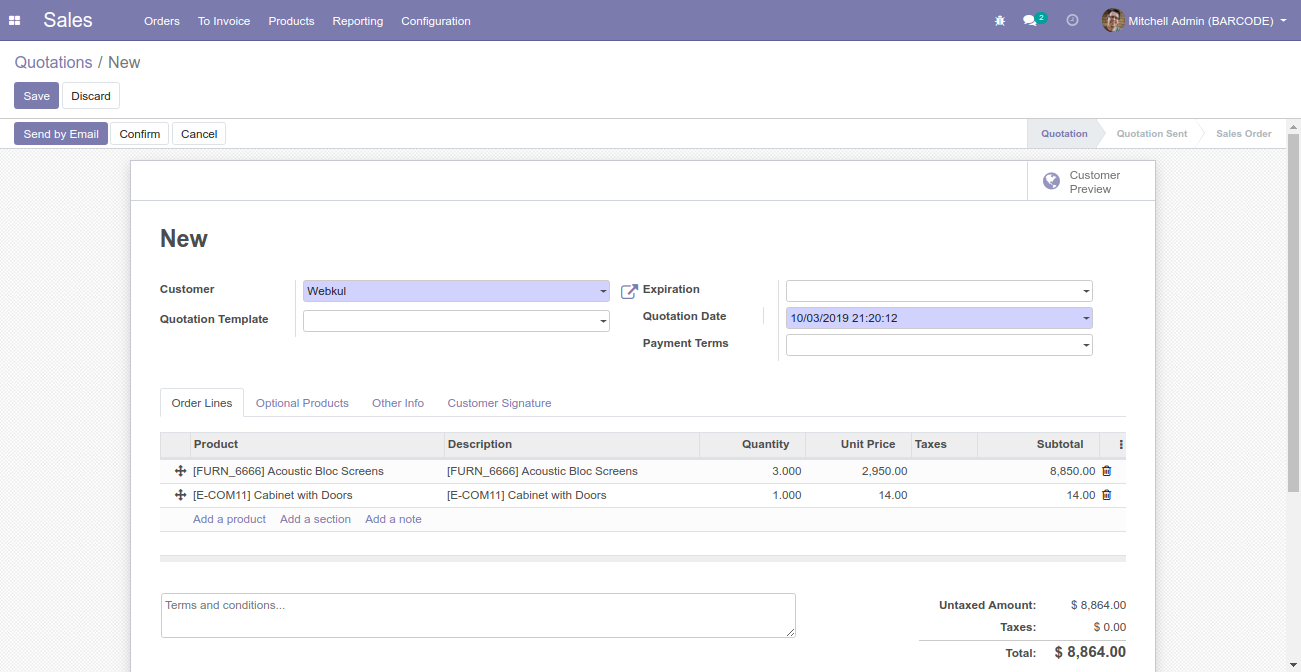 Sales Orders To Invoice Products Reporting Configuration 2 Mitchell Admin (BARCODE)
Quotations / New
Save Discard
Send by Email Confirm Cancel Quotation Quotation Sent Sales Order
Customer
Preview
New
Customer Webkul Expiration
Quotation Template Quotation Date 10/03/2019 21:20:12
Payment Terms
Order Lines Optional Products Other Info Customer Signature
Product Description Quantity Unit Price Taxes Subtotal
[FURN_6666] Acoustic Bloc Screens [FURN_6666] Acoustic Bloc Screens 3.000 2,950.00 8,850.00
[E-COM11] Cabinet with Doors [E-COM11] Cabinet with Doors 1.000 14.00 14.00
Add a product Add a section Add a note
Terms and conditions... Untaxed Amount: $ 8,864.00
Taxes: $ 0.00
Total: $ 8,864.00